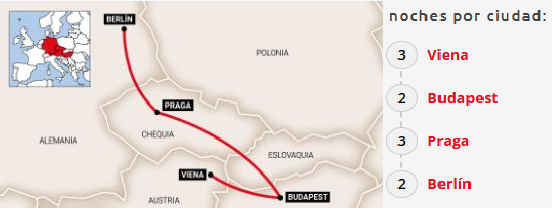 BERLÍN
POLONIA
PRAGA
ALEMANIA
CHEQUIA
ESLOVAQUIA
VIENA
BUDAPEST
AUSTRIA
noches por ciudad:
3 Viena
2 Budapest
3 Praga
2 Berlín